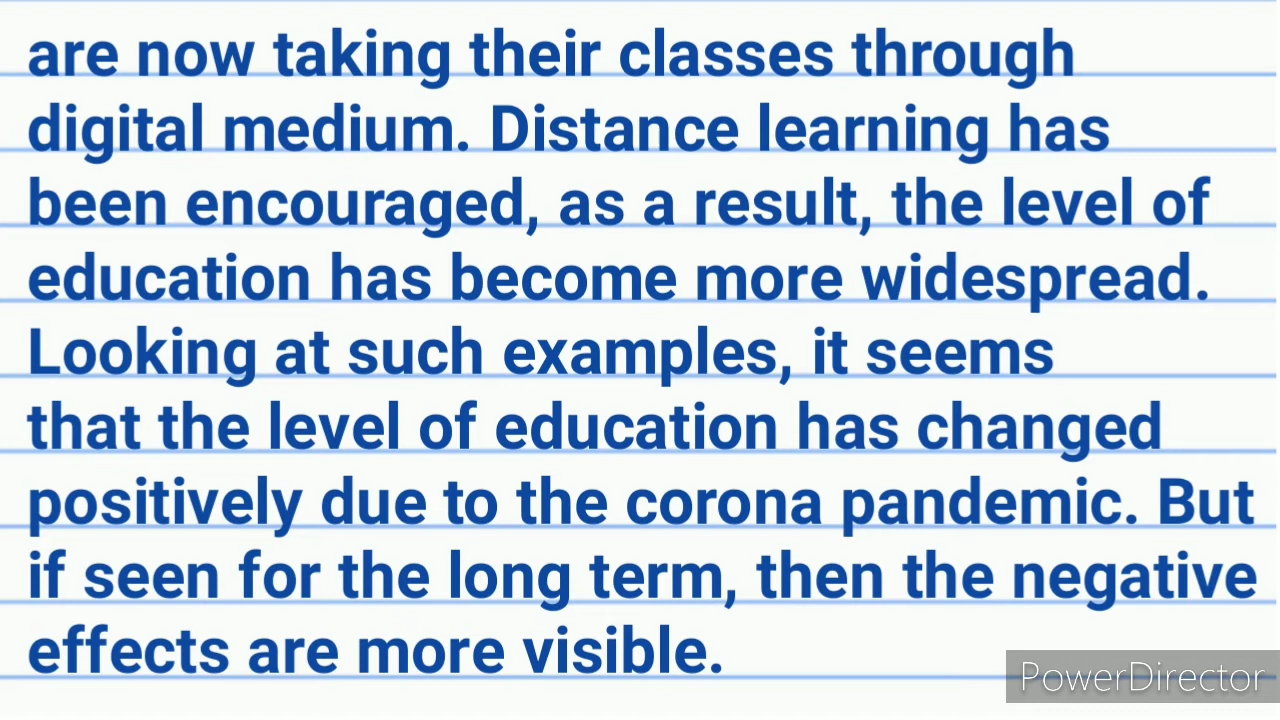 are now taking their classes through
digital medium. Distance learning has
been encouraged, as a result, the level of
education has become more widespread.
Looking at such examples, it seems
that the level of education has changed
positively due to the corona pandemic. But
if seen for the long term, then the negative
effects are more visible.
PowerDirector